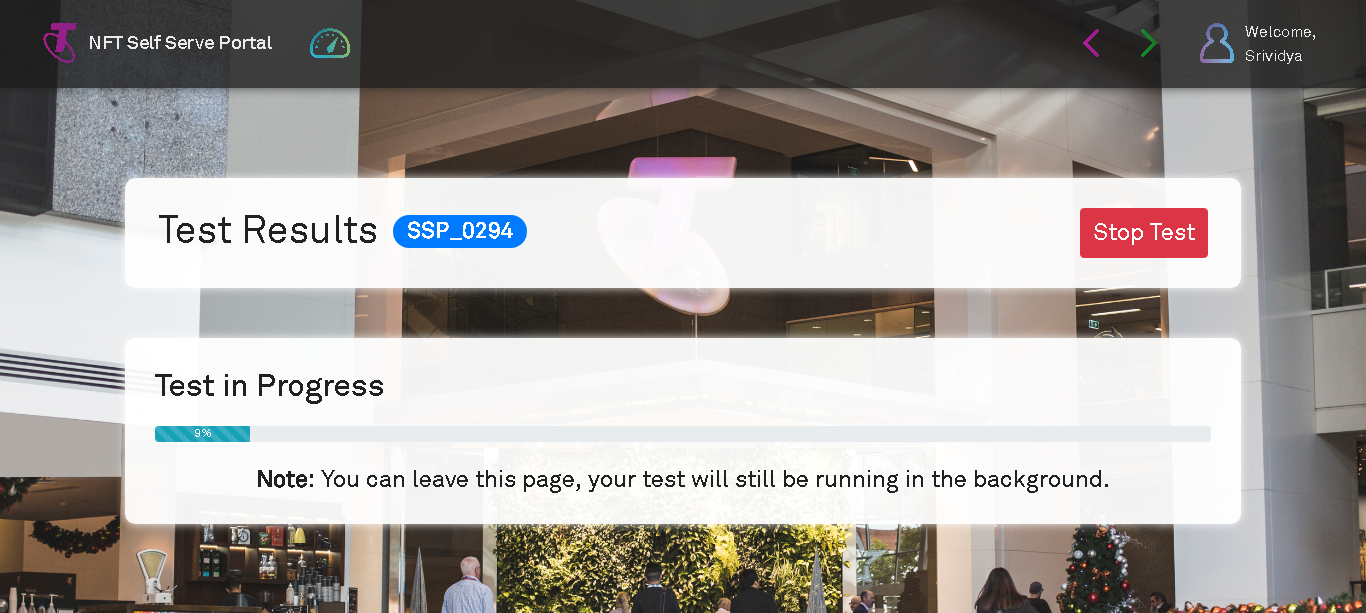 NFT Self Serve Portal
Welcome,
Srividya
Test Results SSP_0294
Stop Test
Test in Progress
9%
Note: You can leave this page, your test will still be running in the background.